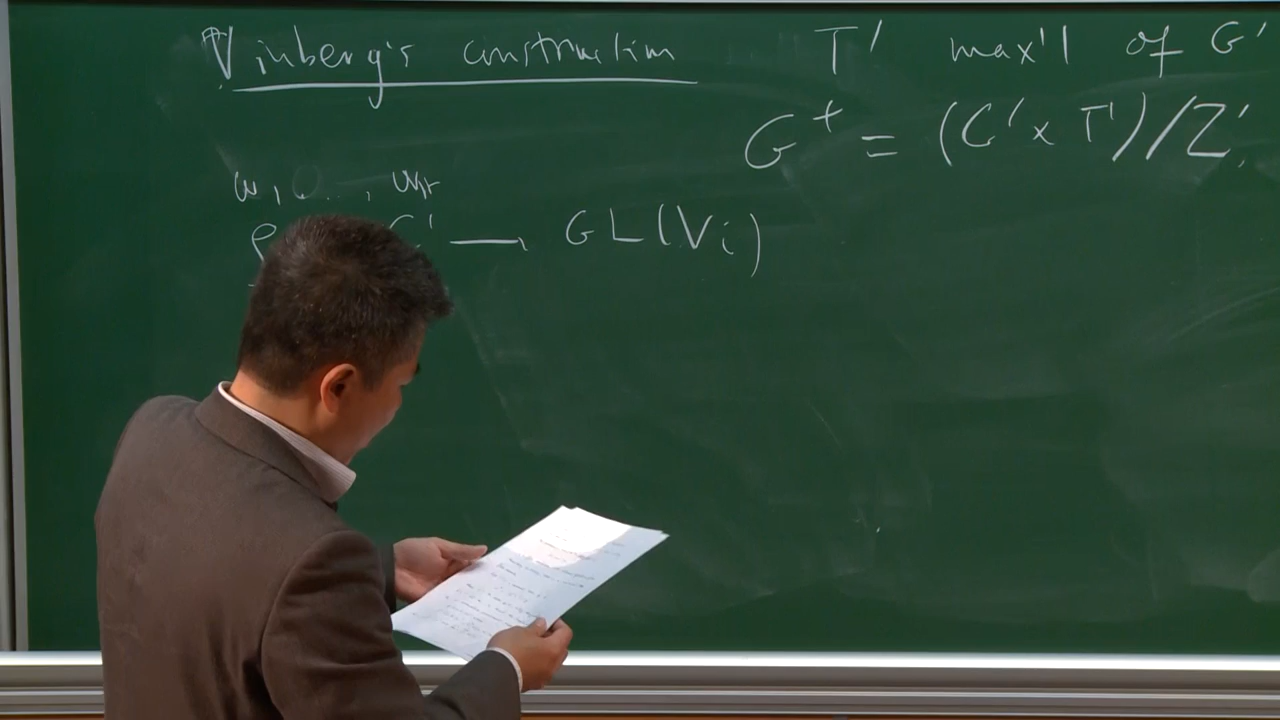 Vinberg's construction
T' max'l of G'
G⁺ = (G' × T')/Z'.
ω₁, ..., ωᵣ
ρ G' → GL(Vᵢ)